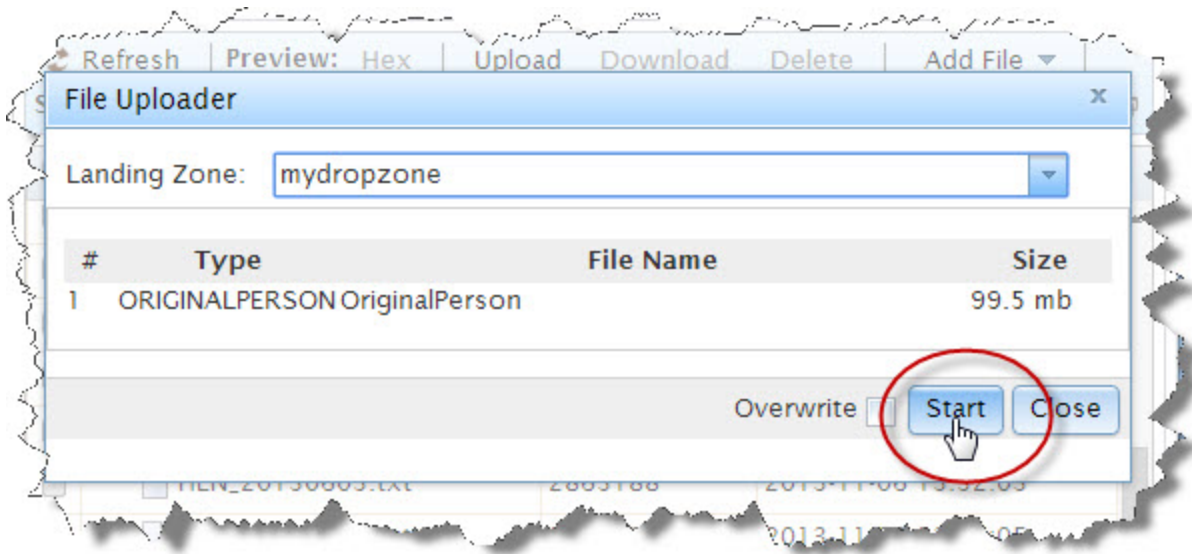 Refresh Preview: Hex Upload Download Delete Add File
File Uploader x
Landing Zone: mydropzone
# Type File Name Size
1 ORIGINALPERSON OriginalPerson 99.5 mb
Overwrite Start Close
2865188